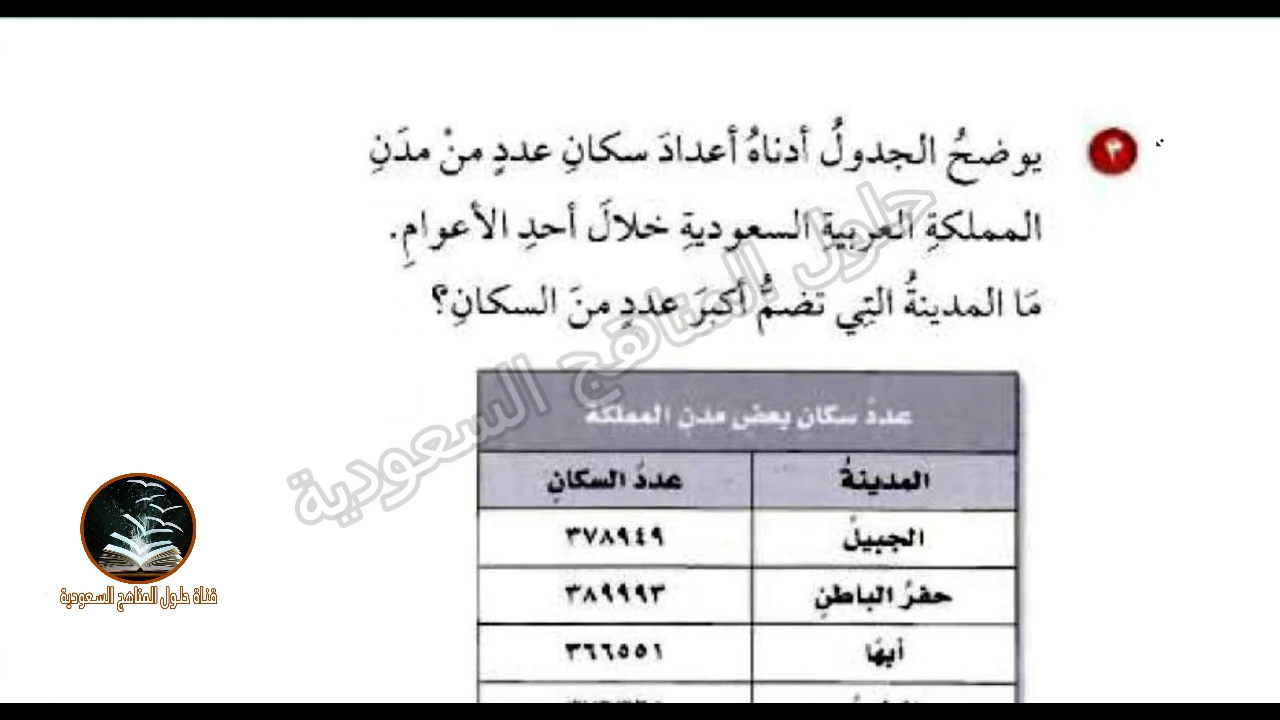 ٣
يوضحُ الجدولُ أدناهُ أعدادَ سكانِ عددٍ منْ مدَنِ
المملكةِ العربيةِ السعوديةِ خلالَ أحدِ الأعوامِ.
مَا المدينةُ التِي تضمُّ أكبرَ عددٍ منَ السكانِ؟
عددُ سكانِ بعضِ مدنِ المملكة
المدينةُ عددُ السكانِ
الجبيلُ ٣٧٨٩٤٩
حفرُ الباطنِ ٣٨٩٩٩٣
أبهَا ٣٦٦٥٥١
حلول المناهج السعودية
قناة حلول المناهج السعودية